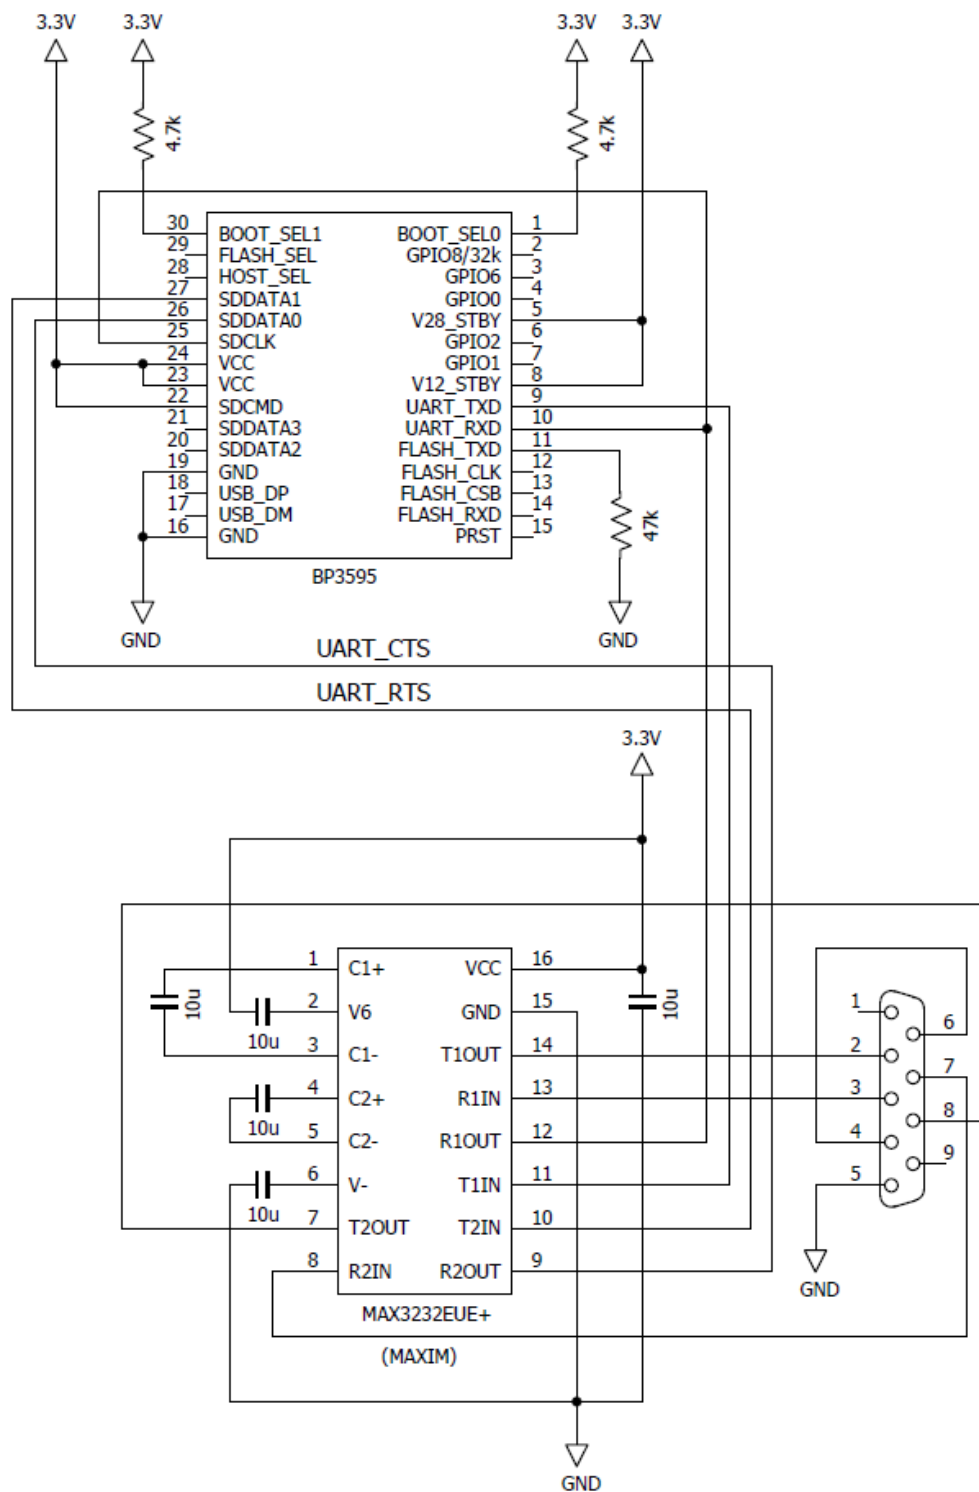 3.3V 3.3V 3.3V 3.3V
4.7k 4.7k
30 BOOT_SEL1 BOOT_SEL0 1
29 FLASH_SEL GPIO8/32k 2
28 HOST_SEL GPIO6 3
27 SDDATA1 GPIO0 4
26 SDDATA0 V28_STBY 5
25 SDCLK GPIO2 6
24 VCC GPIO1 7
23 VCC V12_STBY 8
22 SDCMD UART_TXD 9
21 SDDATA3 UART_RXD 10
20 SDDATA2 FLASH_TXD 11
19 GND FLASH_CLK 12
18 USB_DP FLASH_CSB 13
17 USB_DM FLASH_RXD 14
16 GND PRST 15
47k
BP3595
GND GND
UART_CTS
UART_RTS
3.3V
1 C1+ VCC 16
10u
2 V6 GND 15
10u
10u
3 C1- T1OUT 14
4 C2+ R1IN 13
10u
5 C2- R1OUT 12
6 V- T1IN 11
10u
7 T2OUT T2IN 10
8 R2IN R2OUT 9
MAX3232EUE+
(MAXIM)
1
6
2
7
3
8
4
9
5
GND
GND